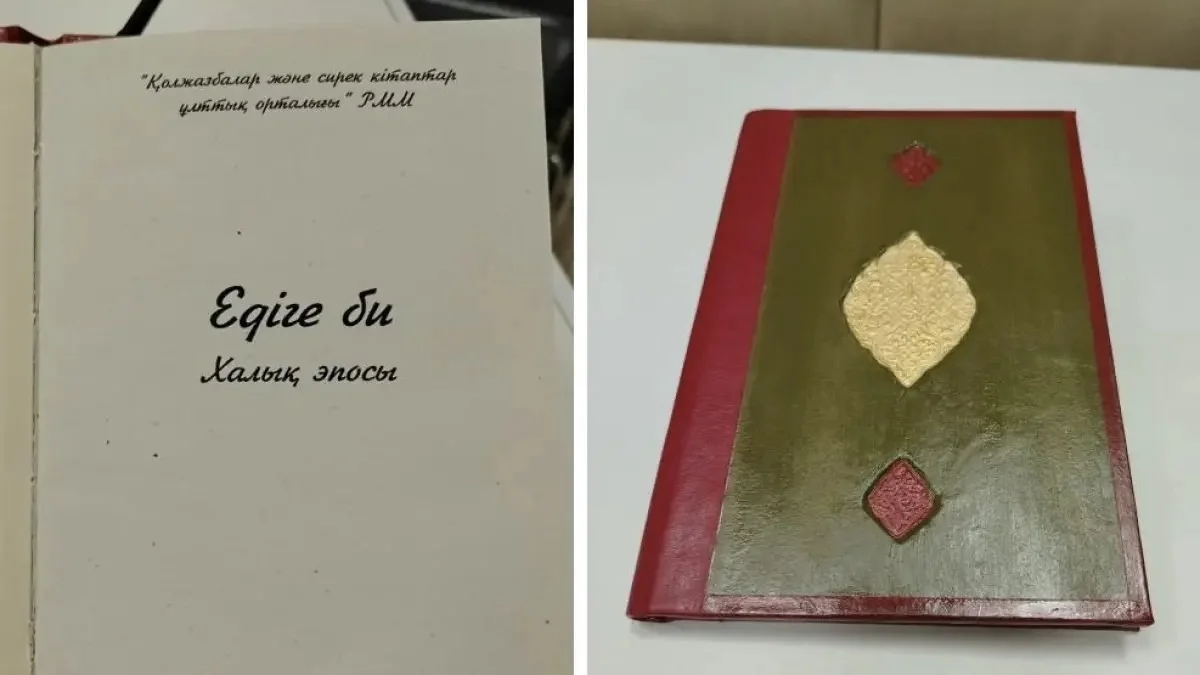 "Қолжазбалар және сирек кітаптар
ұлттық орталығы" РММ
Едіге би
Халық эпосы